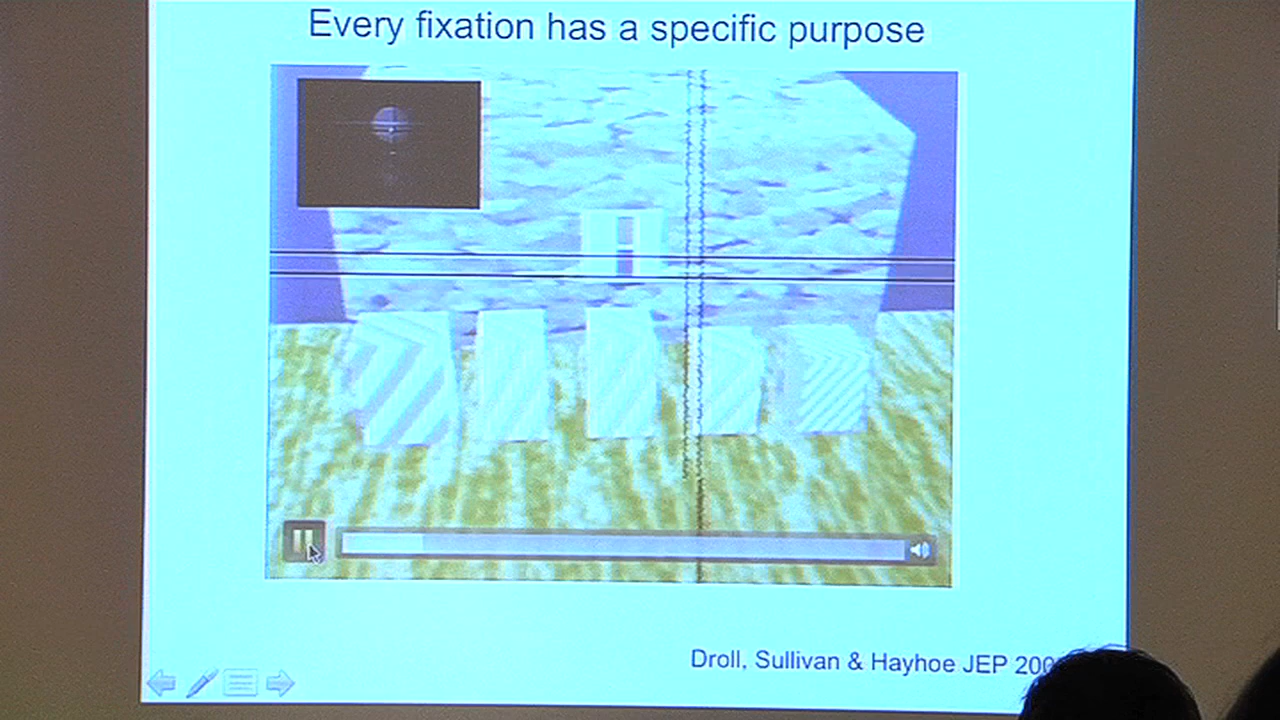 Every fixation has a specific purpose
Droll, Sullivan & Hayhoe JEP